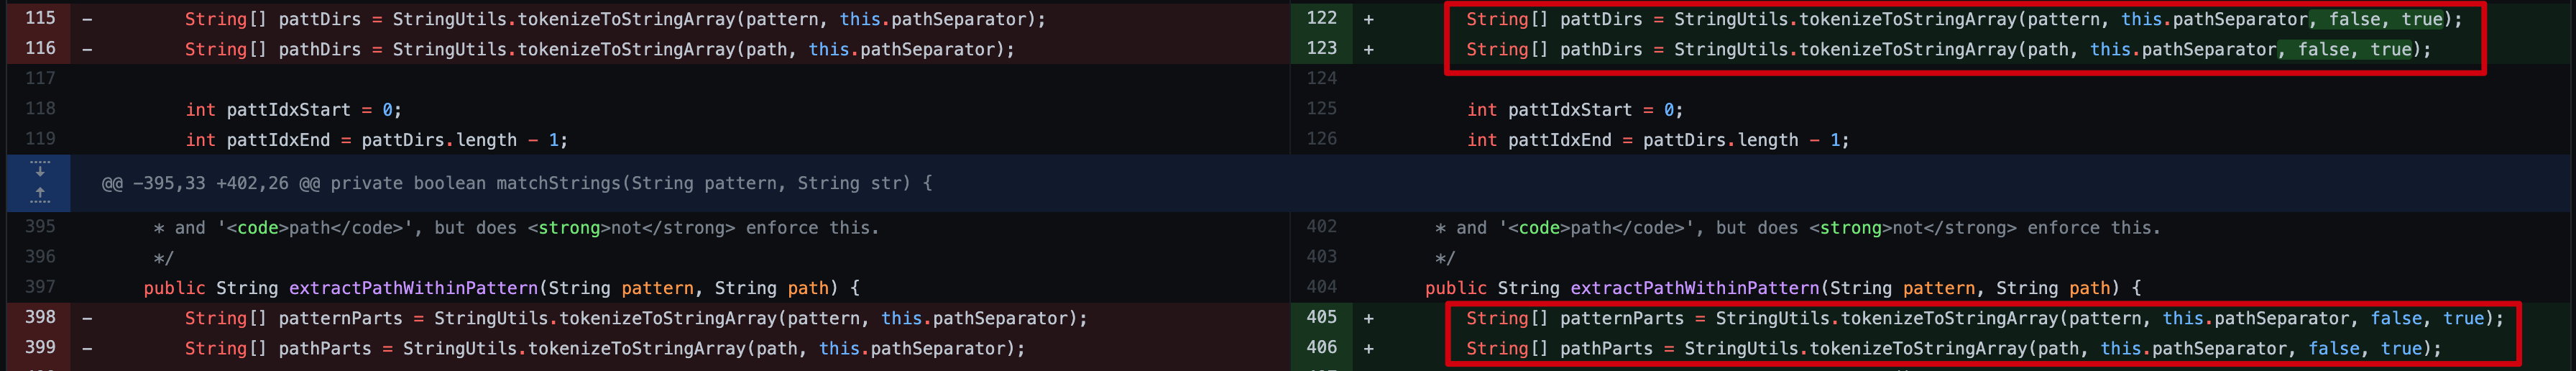 115 - String[] pattDirs = StringUtils.tokenizeToStringArray(pattern, this.pathSeparator);
116 - String[] pathDirs = StringUtils.tokenizeToStringArray(path, this.pathSeparator);
117
118 int pattIdxStart = 0;
119 int pattIdxEnd = pattDirs.length - 1;
@@ -395,33 +402,26 @@ private boolean matchStrings(String pattern, String str) {
395 * and '<code>path</code>', but does <strong>not</strong> enforce this.
396 */
397 public String extractPathWithinPattern(String pattern, String path) {
398 - String[] patternParts = StringUtils.tokenizeToStringArray(pattern, this.pathSeparator);
399 - String[] pathParts = StringUtils.tokenizeToStringArray(path, this.pathSeparator);
122 + String[] pattDirs = StringUtils.tokenizeToStringArray(pattern, this.pathSeparator, false, true);
123 + String[] pathDirs = StringUtils.tokenizeToStringArray(path, this.pathSeparator, false, true);
124
125 int pattIdxStart = 0;
126 int pattIdxEnd = pattDirs.length - 1;
402 * and '<code>path</code>', but does <strong>not</strong> enforce this.
403 */
404 public String extractPathWithinPattern(String pattern, String path) {
405 + String[] patternParts = StringUtils.tokenizeToStringArray(pattern, this.pathSeparator, false, true);
406 + String[] pathParts = StringUtils.tokenizeToStringArray(path, this.pathSeparator, false, true);